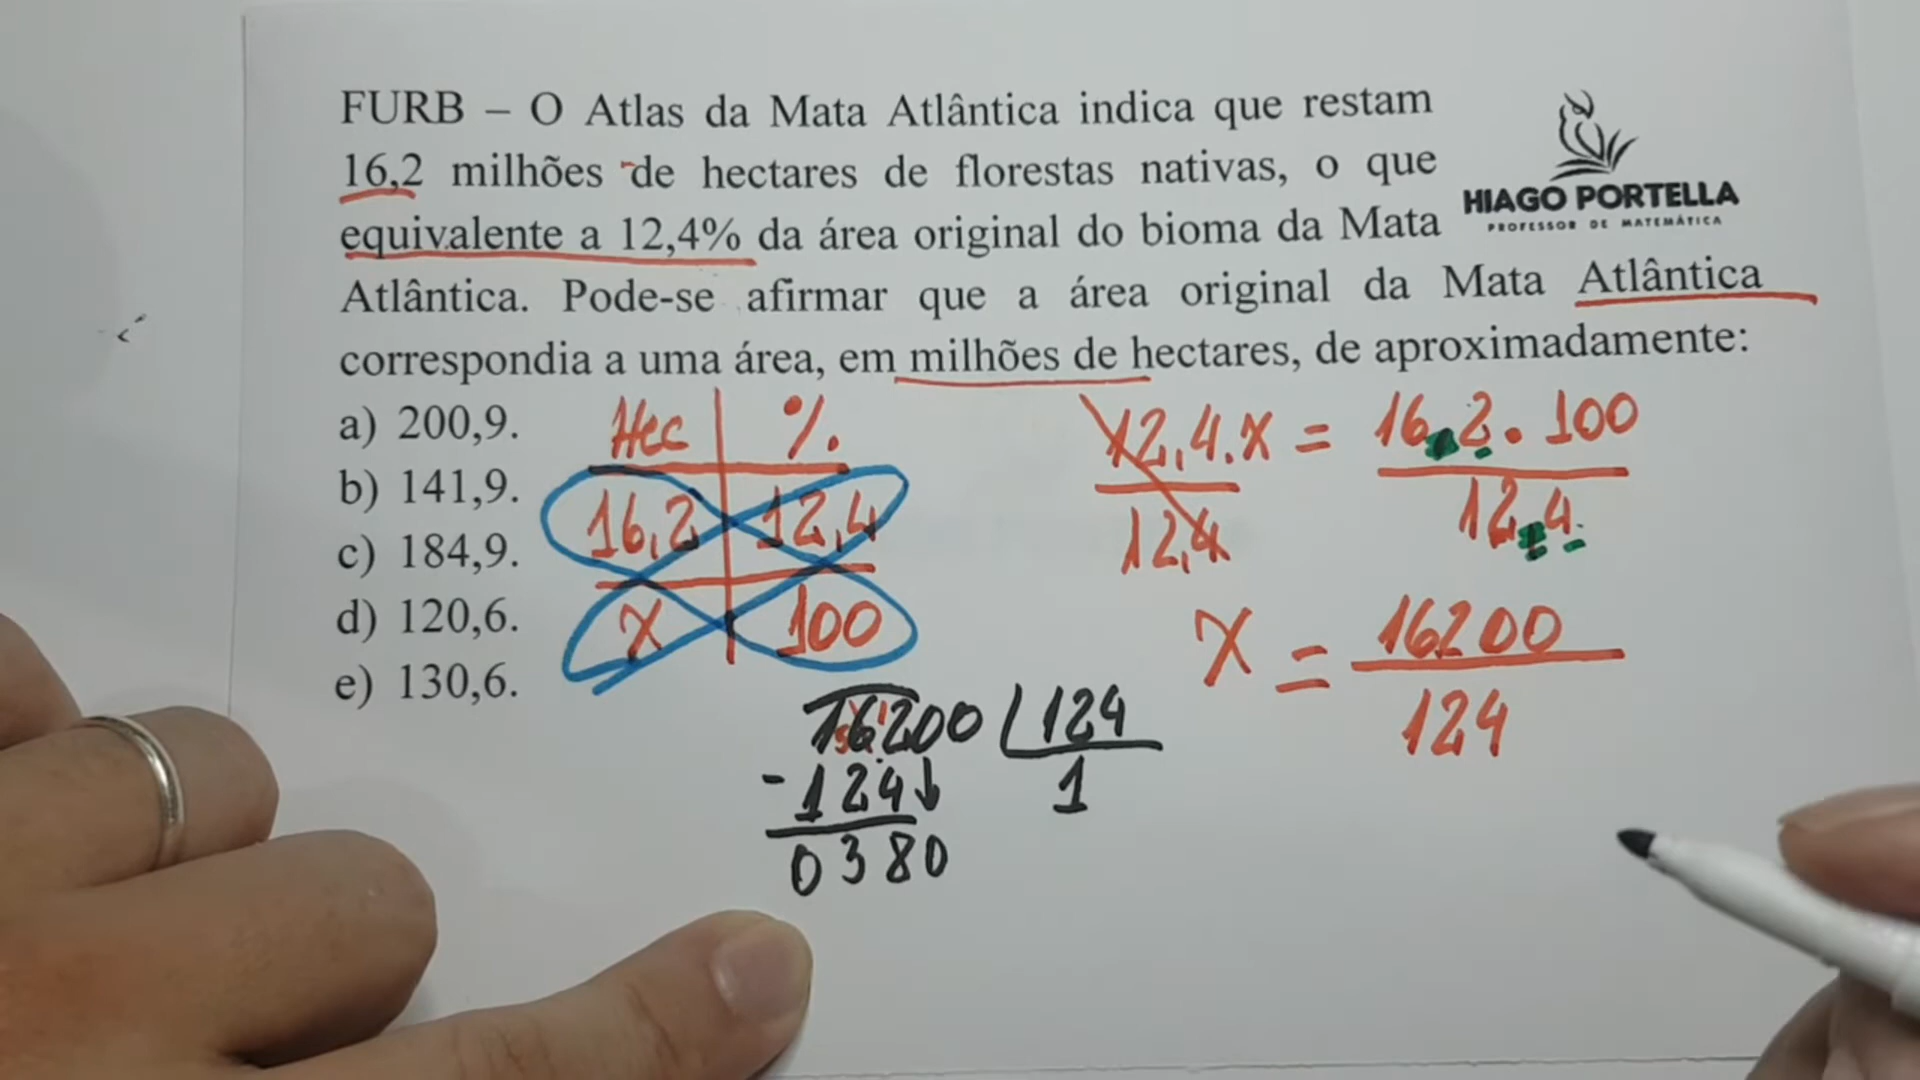 FURB – O Atlas da Mata Atlântica indica que restam
16,2 milhões de hectares de florestas nativas, o que
equivalente a 12,4% da área original do bioma da Mata
Atlântica. Pode-se afirmar que a área original da Mata Atlântica
correspondia a uma área, em milhões de hectares, de aproximadamente:
HIAGO PORTELLA
PROFESSOR DE MATEMÁTICA
a) 200,9.
b) 141,9.
c) 184,9.
d) 120,6.
e) 130,6.
Hec %
16,2 12,4
x 100
12,4.x = 16,2.100
12,4 12,4
x = 16200
124
16200 124
-124 1
0380